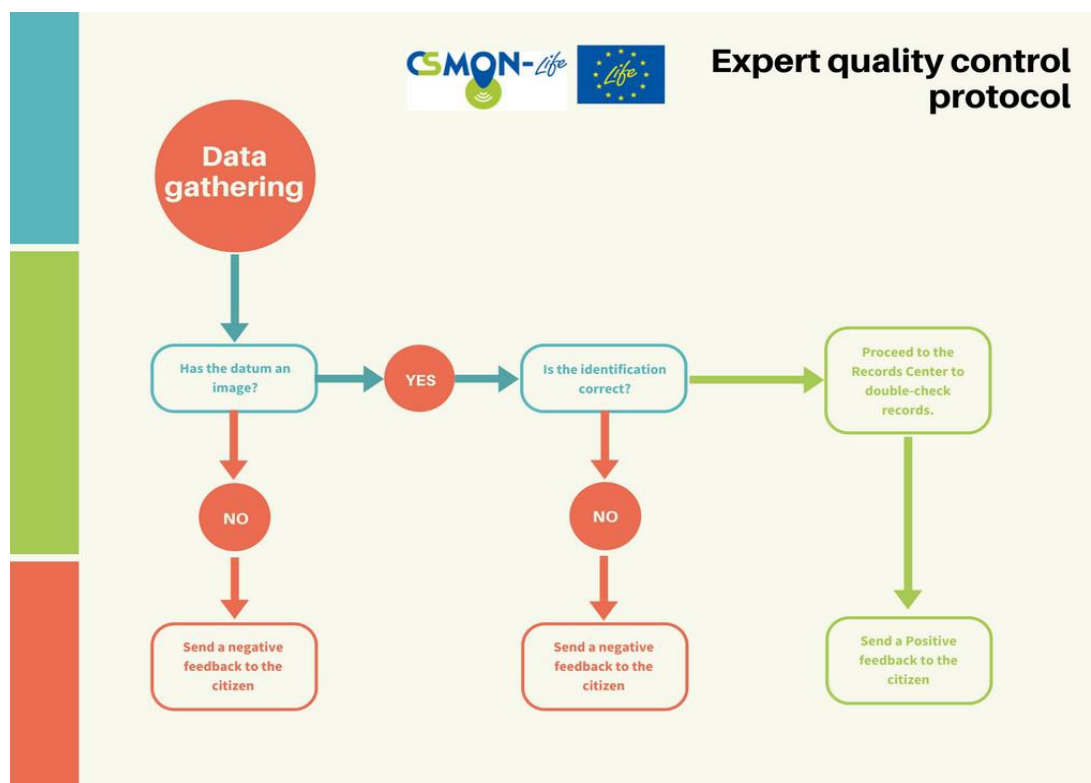 CSMON-Life
Life
Expert quality control
protocol
Data
gathering
Has the datum an
image?
YES
Is the identification
correct?
Proceed to the
Records Center to
double-check
records.
NO
NO
Send a negative
feedback to the
citizen
Send a negative
feedback to the
citizen
Send a Positive
feedback to the
citizen